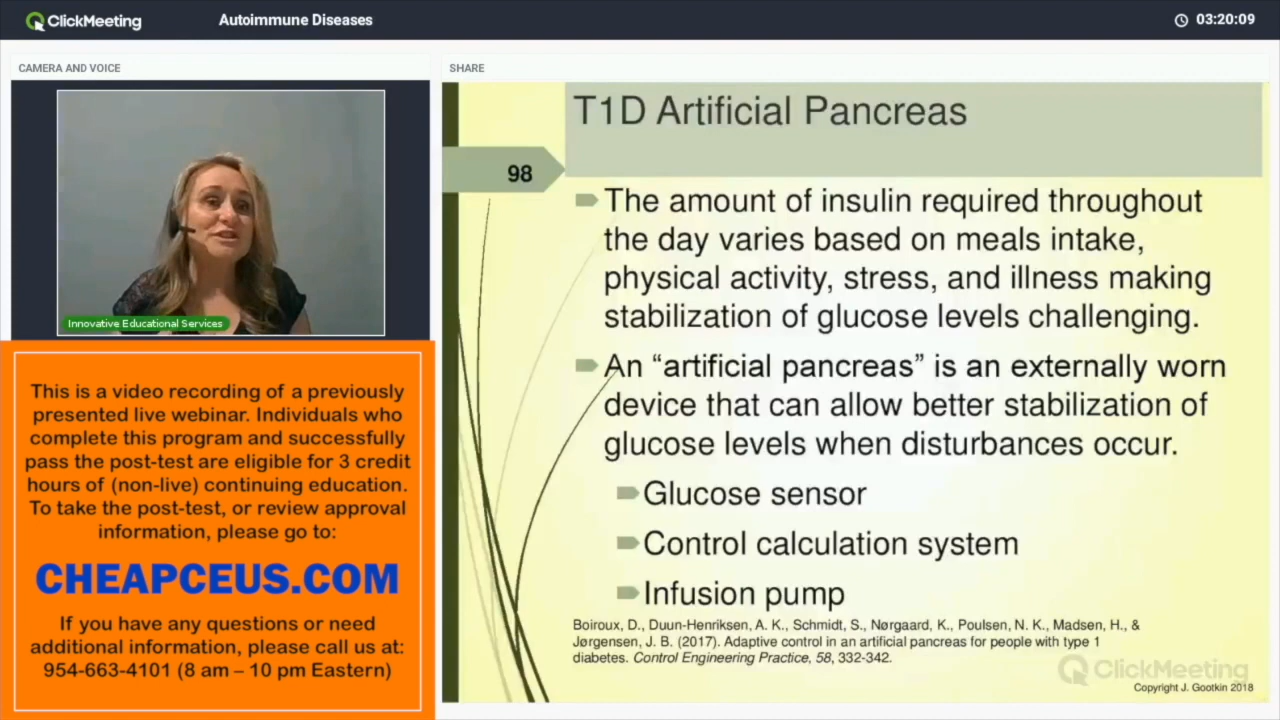 ClickMeeting
Autoimmune Diseases
03:20:09
CAMERA AND VOICE
SHARE
Innovative Educational Services
This is a video recording of a previously
presented live webinar. Individuals who
complete this program and successfully
pass the post-test are eligible for 3 credit
hours of (non-live) continuing education.
To take the post-test, or review approval
information, please go to:
CHEAPCEUS.COM
If you have any questions or need
additional information, please call us at:
954-663-4101 (8 am – 10 pm Eastern)
T1D Artificial Pancreas
98
The amount of insulin required throughout
the day varies based on meals intake,
physical activity, stress, and illness making
stabilization of glucose levels challenging.
An “artificial pancreas” is an externally worn
device that can allow better stabilization of
glucose levels when disturbances occur.
Glucose sensor
Control calculation system
Infusion pump
Boiroux, D., Duun-Henriksen, A. K., Schmidt, S., Nørgaard, K., Poulsen, N. K., Madsen, H., &
Jørgensen, J. B. (2017). Adaptive control in an artificial pancreas for people with type 1
diabetes. Control Engineering Practice, 58, 332-342.
ClickMeeting
Copyright J. Gootkin 2018